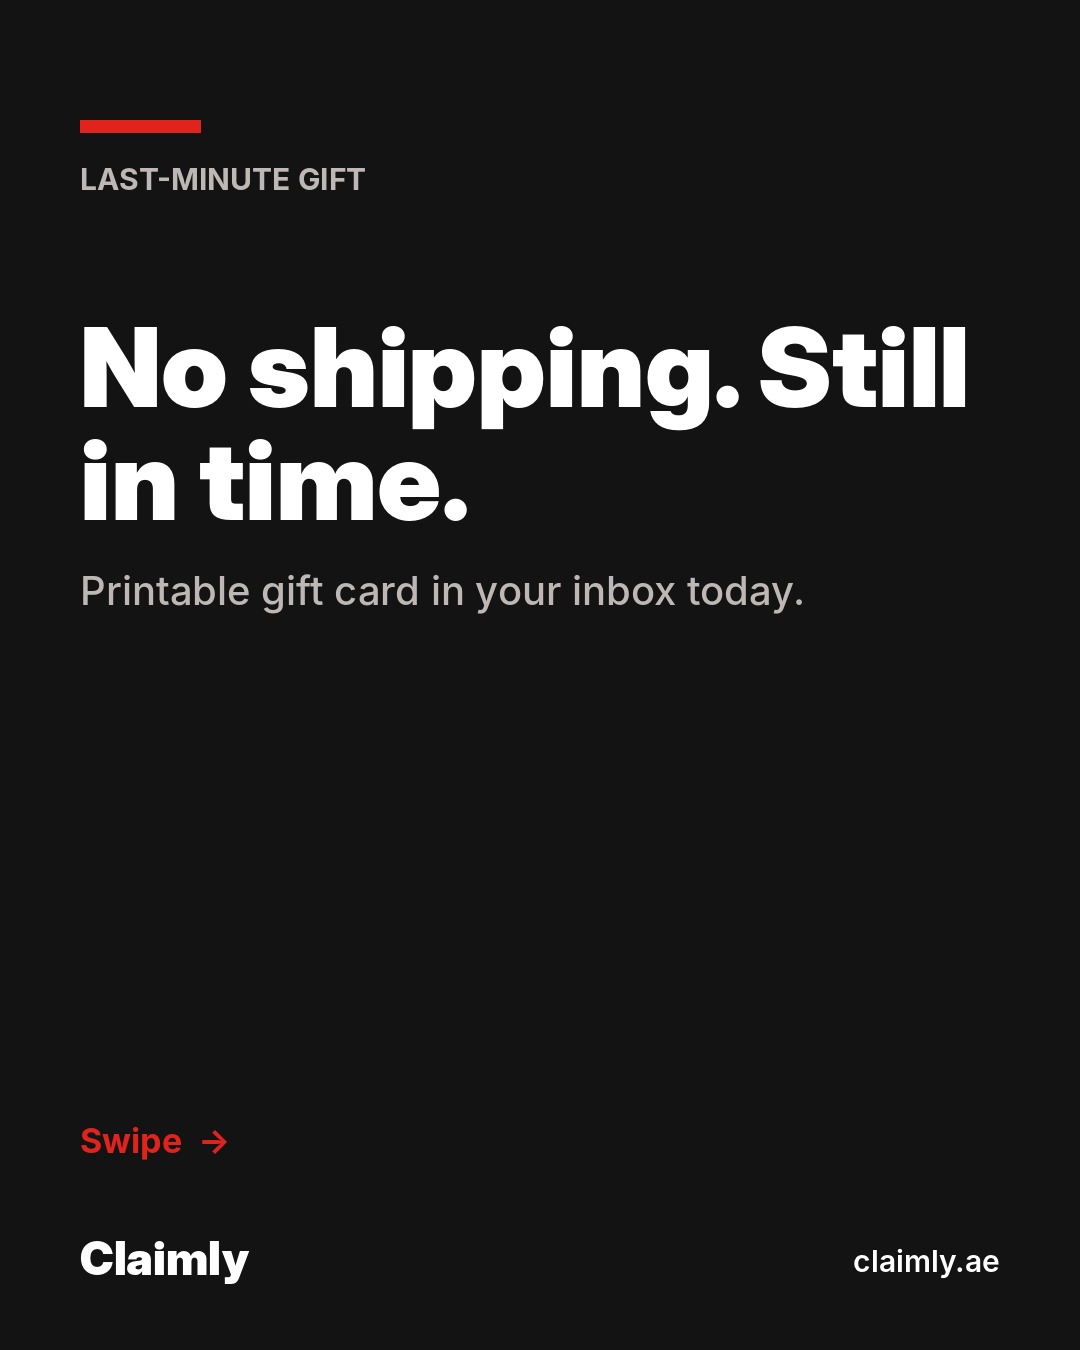 LAST-MINUTE GIFT
No shipping. Still
in time.
Printable gift card in your inbox today.
Swipe →
Claimly
claimly.ae